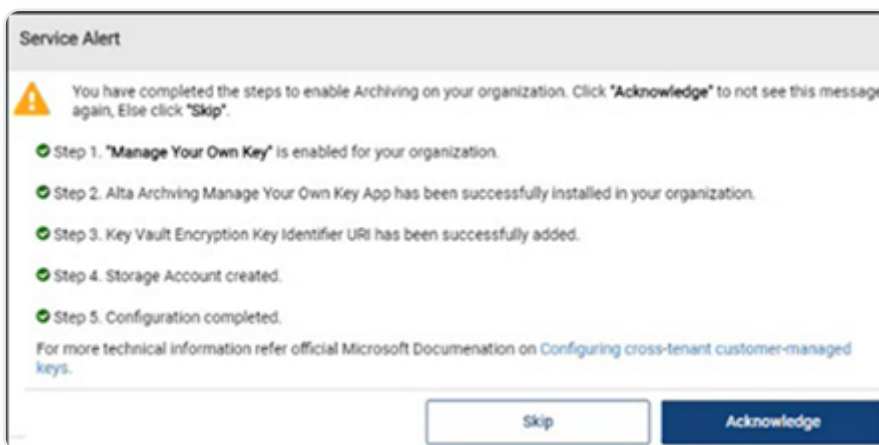 Service Alert
You have completed the steps to enable Archiving on your organization. Click "Acknowledge" to not see this message
again, Else click "Skip".
Step 1. "Manage Your Own Key" is enabled for your organization.
Step 2. Alta Archving Manage Your Own Key App has been successfully installed in your organization.
Step 3. Key Vault Encryption Key Identifier URI has been successfully added.
Step 4. Storage Account created.
Step 5. Configuration completed.
For more technical information refer official Microsoft Documenation on Configuring cross-tenant customer-managed
keys.
Skip
Acknowledge